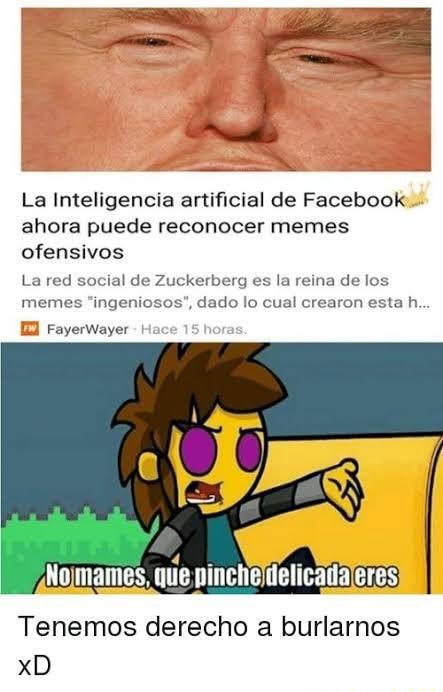 La Inteligencia artificial de Facebook
ahora puede reconocer memes
ofensivos
La red social de Zuckerberg es la reina de los
memes "ingeniosos", dado lo cual crearon esta h...
FW FayerWayer · Hace 15 horas.
No mames, que pinche delicada eres
Tenemos derecho a burlarnos
xD